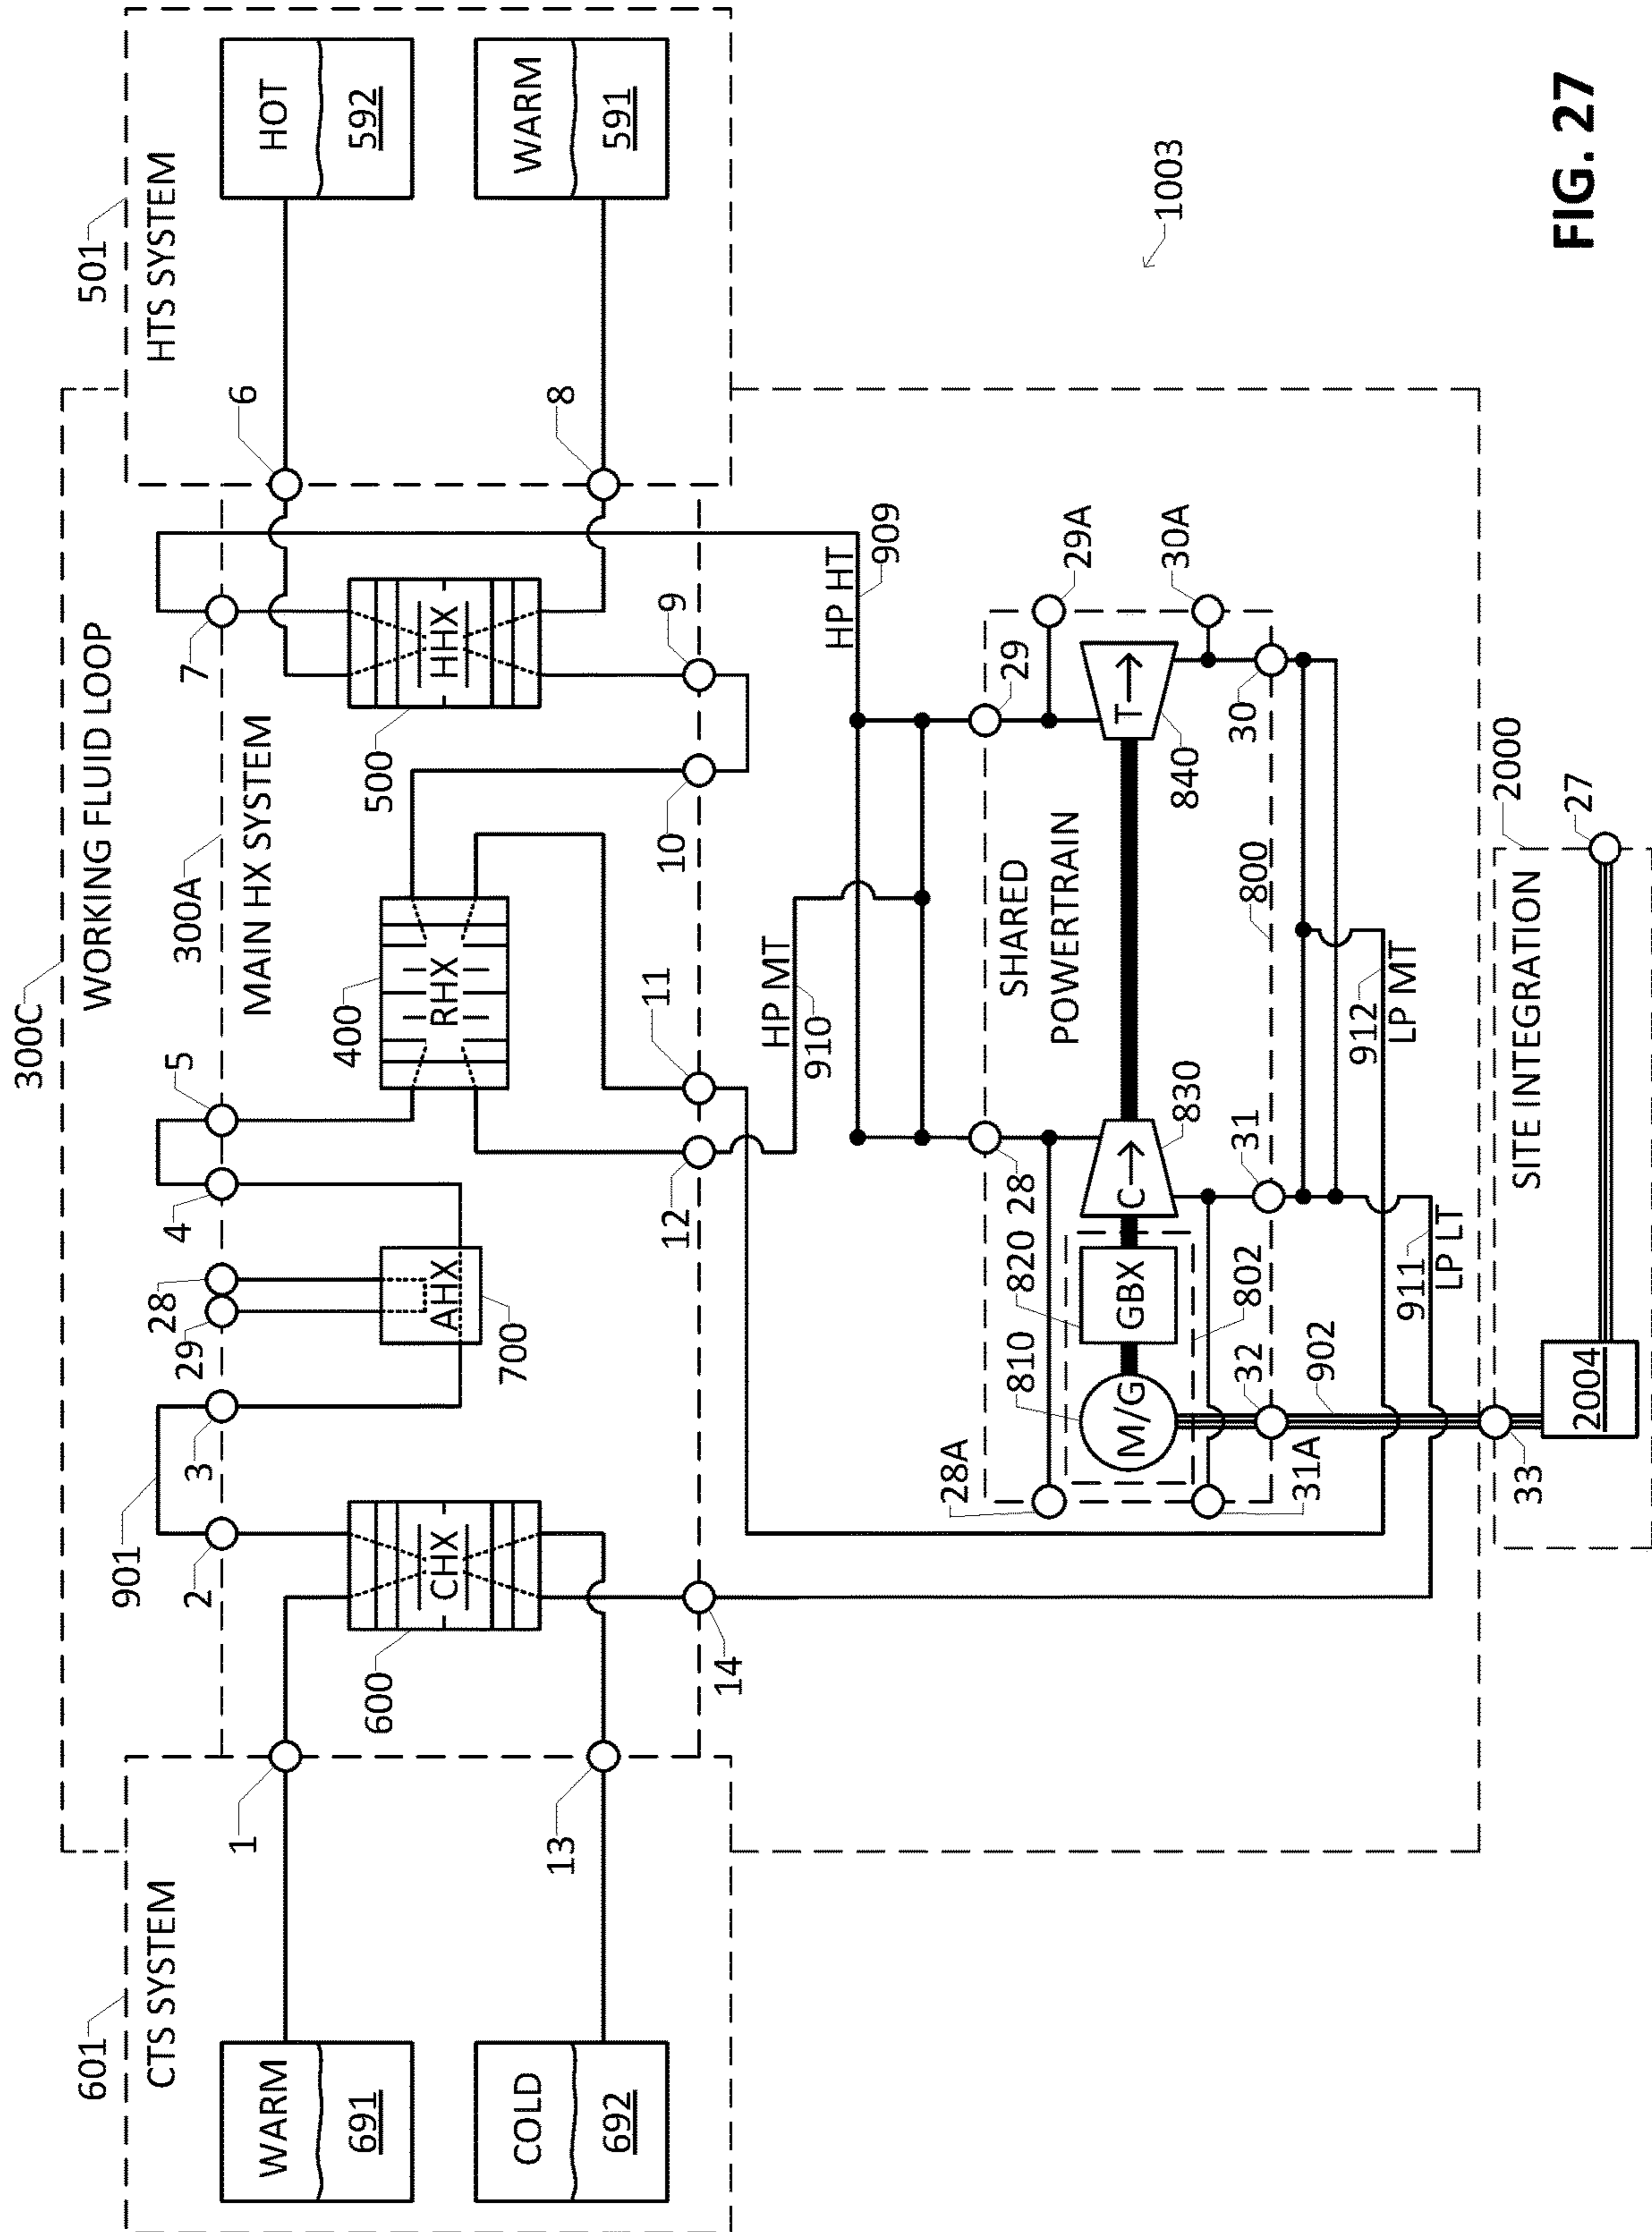 300C
WORKING FLUID LOOP
601
CTS SYSTEM
501
HTS SYSTEM
901
2
3
29
28
4
5
300A
MAIN HX SYSTEM
7
6
8
1
13
WARM
691
COLD
692
HOT
592
WARM
591
CHX
600
AHX
700
RHX
400
HHX
500
14
12
11
10
9
HP HT
909
HP MT
910
28A
28
29
29A
SHARED
POWERTRAIN
810
820
M/G
GBX
C
830
T
840
802
31A
32
31
800
30
30A
902
911
LP LT
912
LP MT
33
SITE INTEGRATION
2000
2004
27
1003
FIG. 27